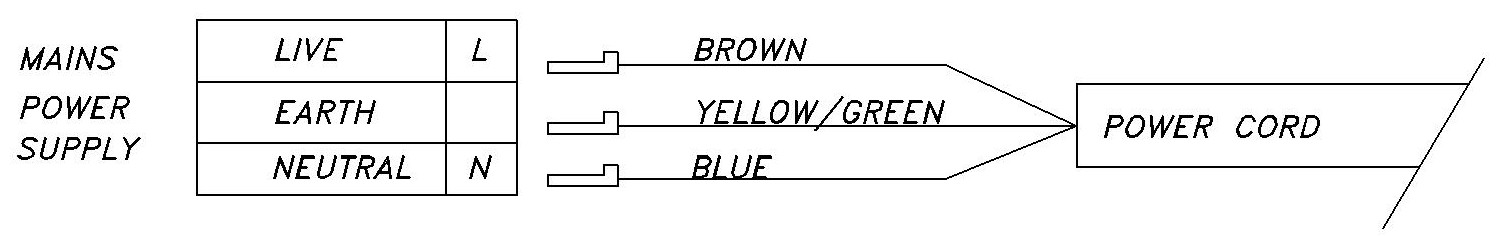 MAINS
POWER
SUPPLY
LIVE L
EARTH
NEUTRAL N
BROWN
YELLOW/GREEN
BLUE
POWER CORD